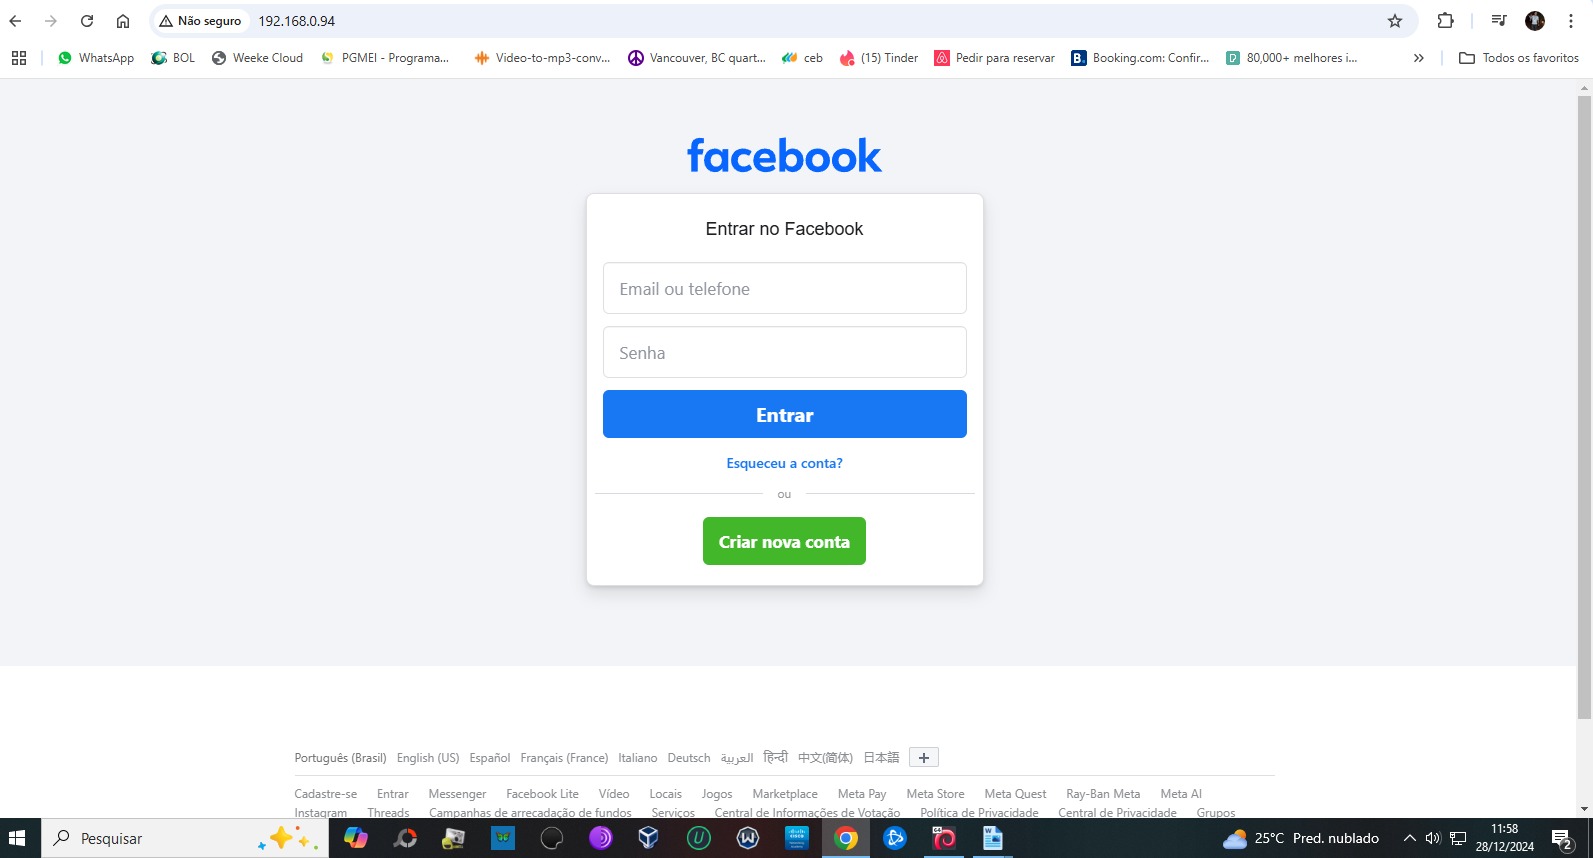 Não seguro 192.168.0.94
WhatsApp BOL Weeke Cloud PGMEI - Programa... Video-to-mp3-conv... Vancouver, BC quart... ceb (15) Tinder Pedir para reservar B. Booking.com: Confir... 80,000+ melhores i... » Todos os favoritos
facebook
Entrar no Facebook
Email ou telefone
Senha
Entrar
Esqueceu a conta?
ou
Criar nova conta
Português (Brasil) English (US) Español Français (France) Italiano Deutsch العربية हिन्दी 中文(简体) 日本語 +
Cadastre-se Entrar Messenger Facebook Lite Vídeo Locais Jogos Marketplace Meta Pay Meta Store Meta Quest Ray-Ban Meta Meta AI
Instagram Threads Campanhas de arrecadação de fundos Serviços Central de Informações de Votação Política de Privacidade Central de Privacidade Grupos
Pesquisar 25°C Pred. nublado 11:58
28/12/2024 2